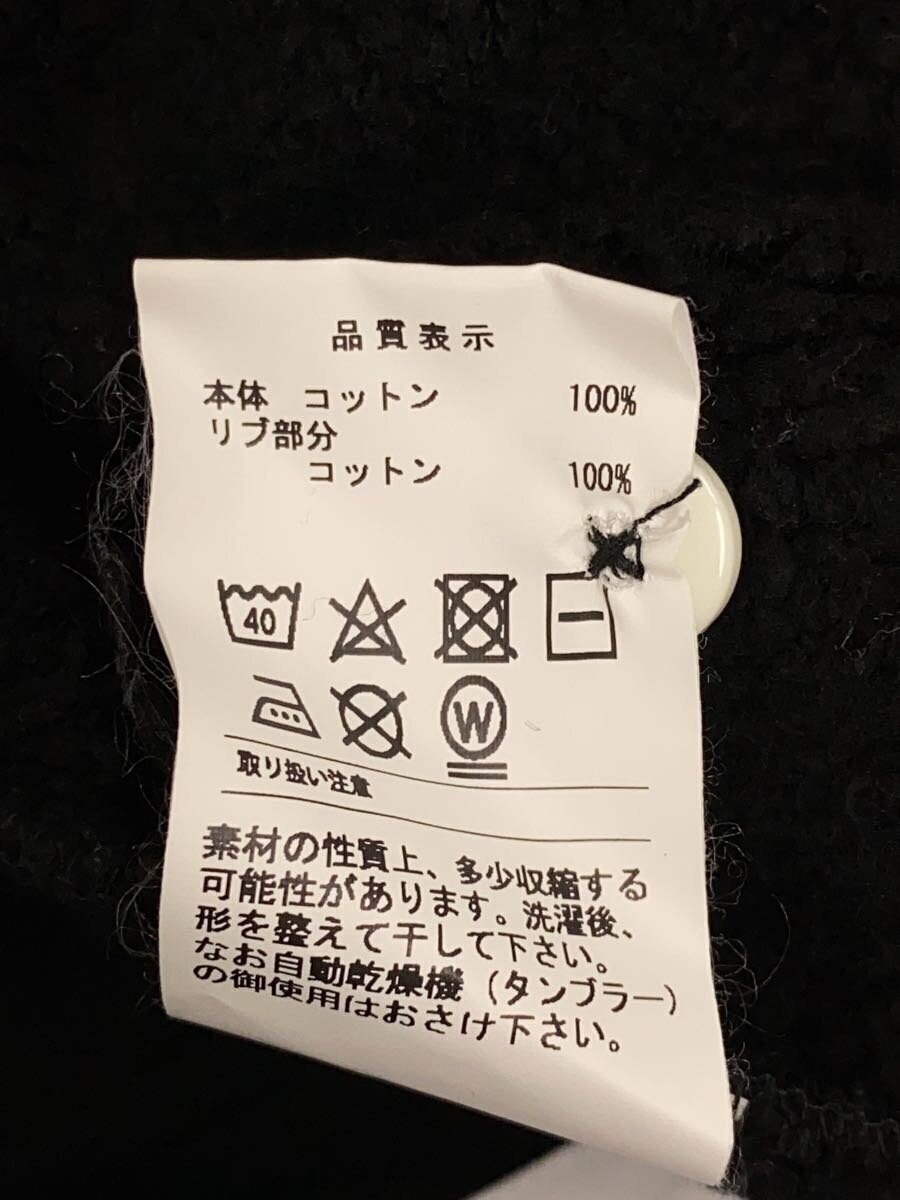 品質表示
本体 コットン 100%
リブ部分
コットン 100%
40
W
取り扱い注意
素材の性質上、多少収縮する
可能性があります。洗濯後、
形を整えて干して下さい。
なお自動乾燥機（タンブラー）
の御使用はおさけ下さい。